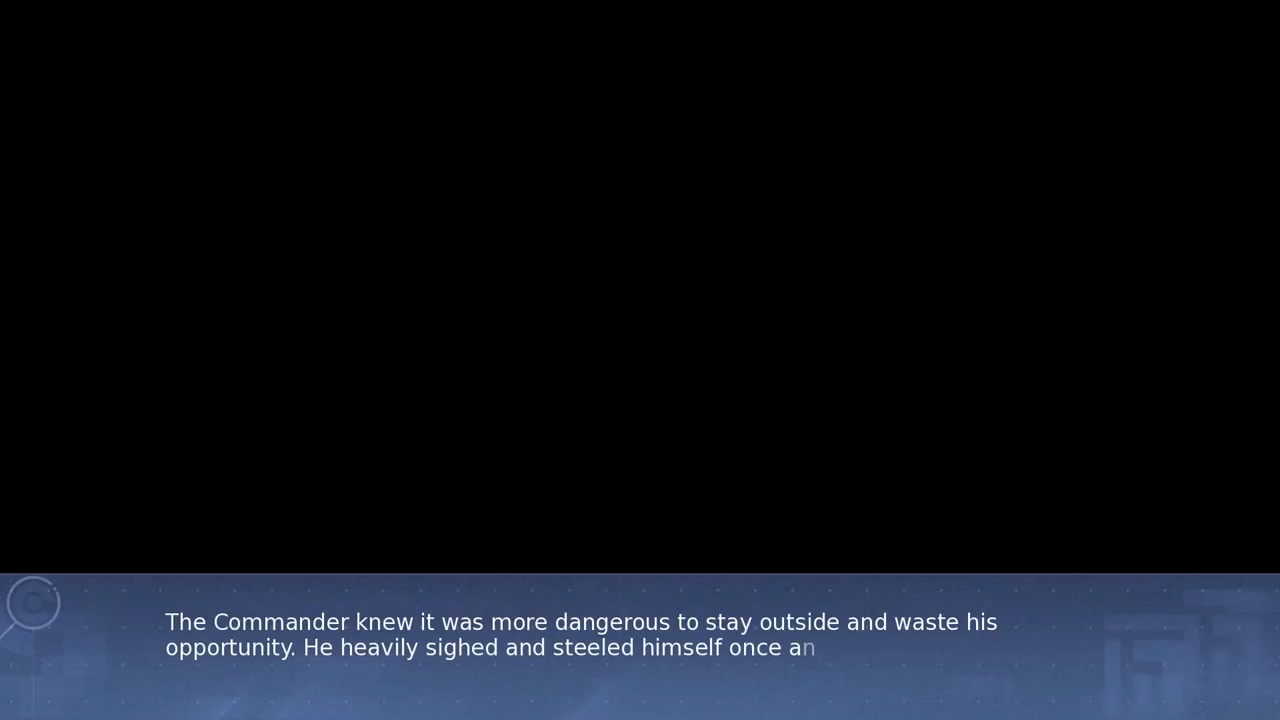 The Commander knew it was more dangerous to stay outside and waste his
opportunity. He heavily sighed and steeled himself once an